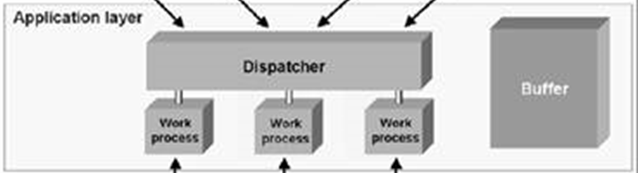 Application layer
Dispatcher
Buffer
Work
process
Work
process
Work
process